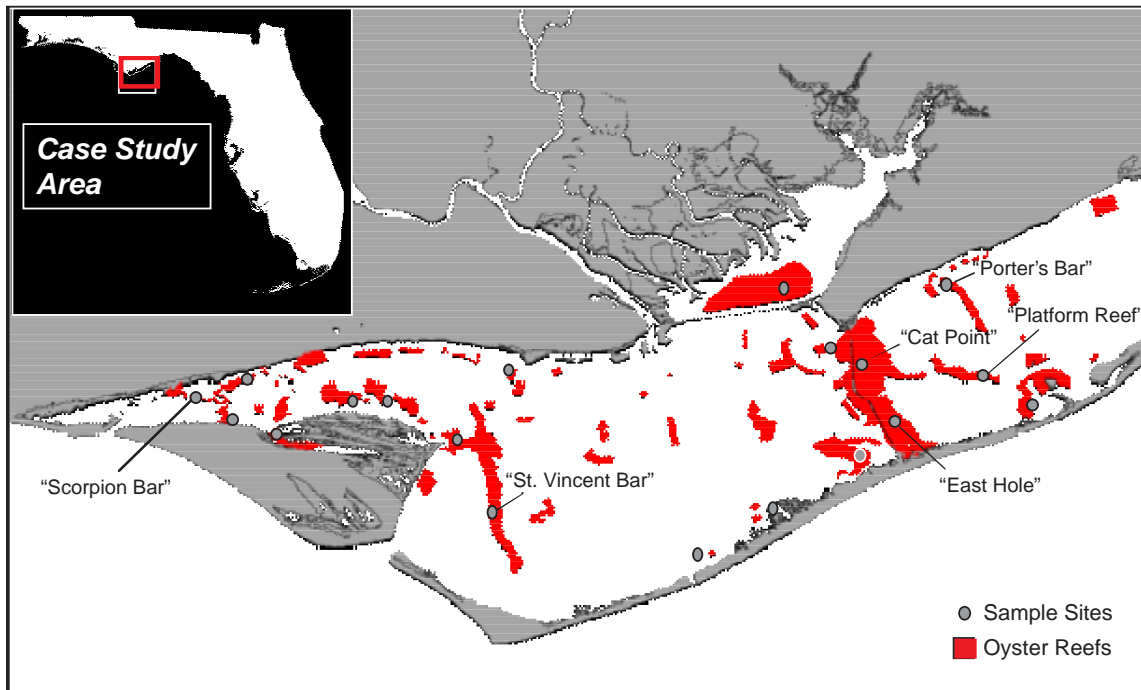 Case Study
Area
“Porter’s Bar”
“Platform Reef”
“Cat Point”
“Scorpion Bar”
“St. Vincent Bar”
“East Hole”
Sample Sites
Oyster Reefs